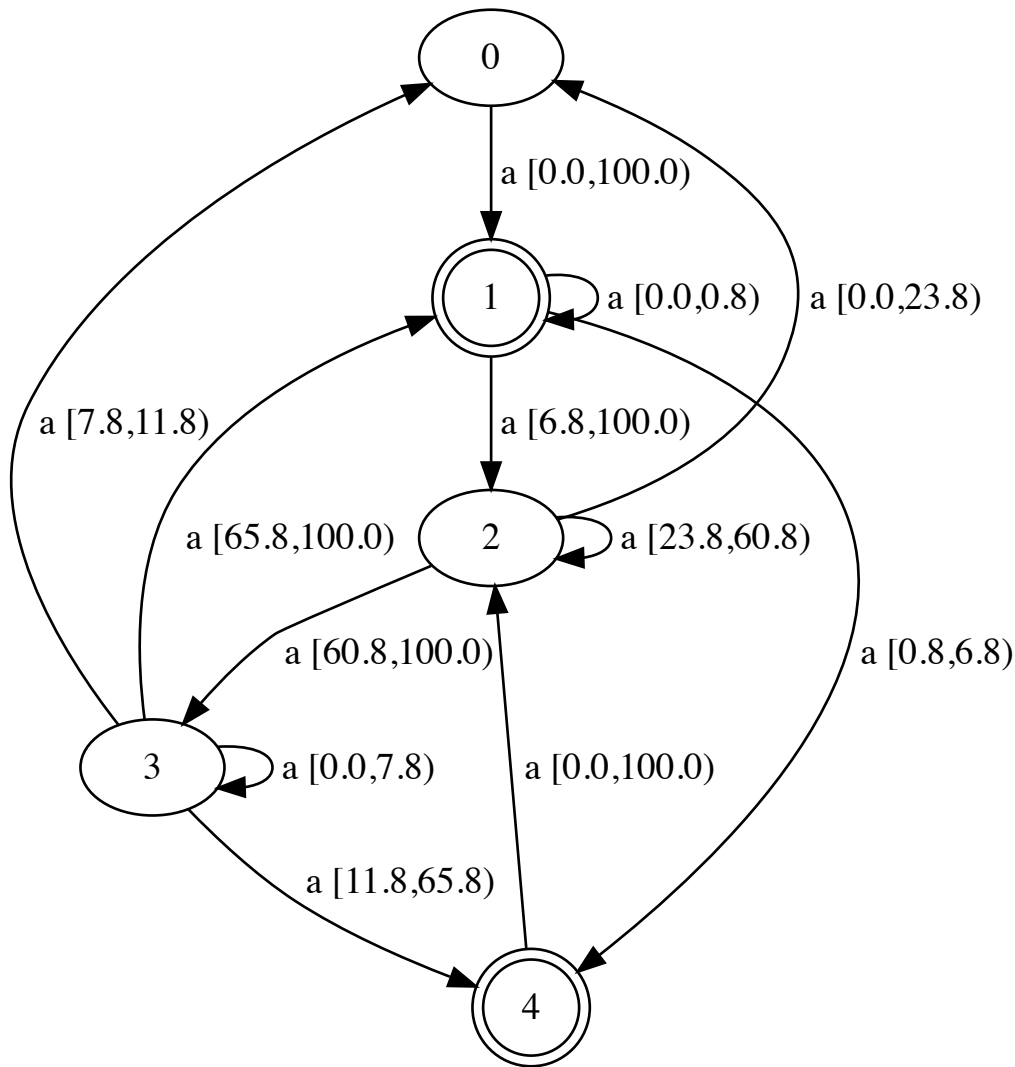 0
a [0.0,100.0)
1
a [0.0,0.8)
a [0.0,23.8)
a [7.8,11.8)
a [6.8,100.0)
a [65.8,100.0)
2
a [23.8,60.8)
a [60.8,100.0)
a [0.8,6.8)
3
a [0.0,7.8)
a [0.0,100.0)
a [11.8,65.8)
4